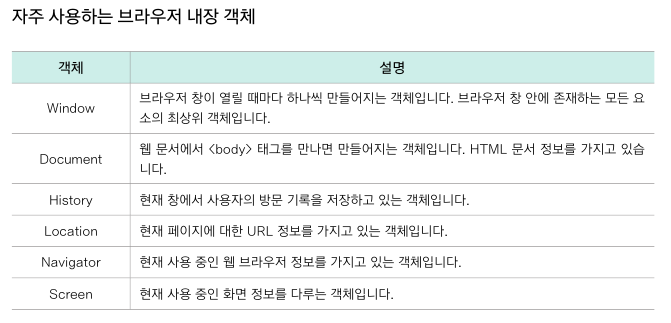 자주 사용하는 브라우저 내장 객체
객체 설명
Window 브라우저 창이 열릴 때마다 하나씩 만들어지는 객체입니다. 브라우저 창 안에 존재하는 모든 요
소의 최상위 객체입니다.
Document 웹 문서에서 <body> 태그를 만나면 만들어지는 객체입니다. HTML 문서 정보를 가지고 있습
니다.
History 현재 창에서 사용자의 방문 기록을 저장하고 있는 객체입니다.
Location 현재 페이지에 대한 URL 정보를 가지고 있는 객체입니다.
Navigator 현재 사용 중인 웹 브라우저 정보를 가지고 있는 객체입니다.
Screen 현재 사용 중인 화면 정보를 다루는 객체입니다.